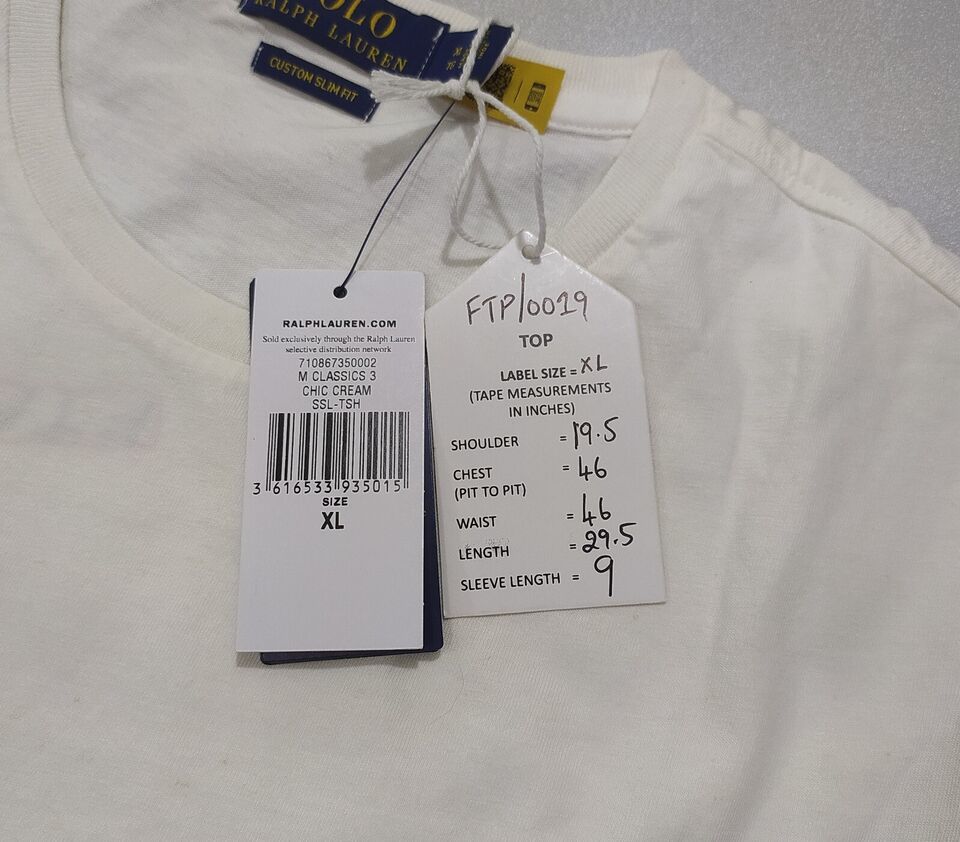 POLO
RALPH LAUREN
CUSTOM SLIM FIT
RALPHLAUREN.COM
Sold exclusively through the Ralph Lauren
selective distribution network
710867350002
M CLASSICS 3
CHIC CREAM
SSL-TSH
3 616533 935015
SIZE
XL
FTP/0019
TOP
LABEL SIZE = XL
(TAPE MEASUREMENTS
IN INCHES)
SHOULDER = 19.5
CHEST = 46
(PIT TO PIT)
WAIST = 46
LENGTH = 29.5
SLEEVE LENGTH = 9